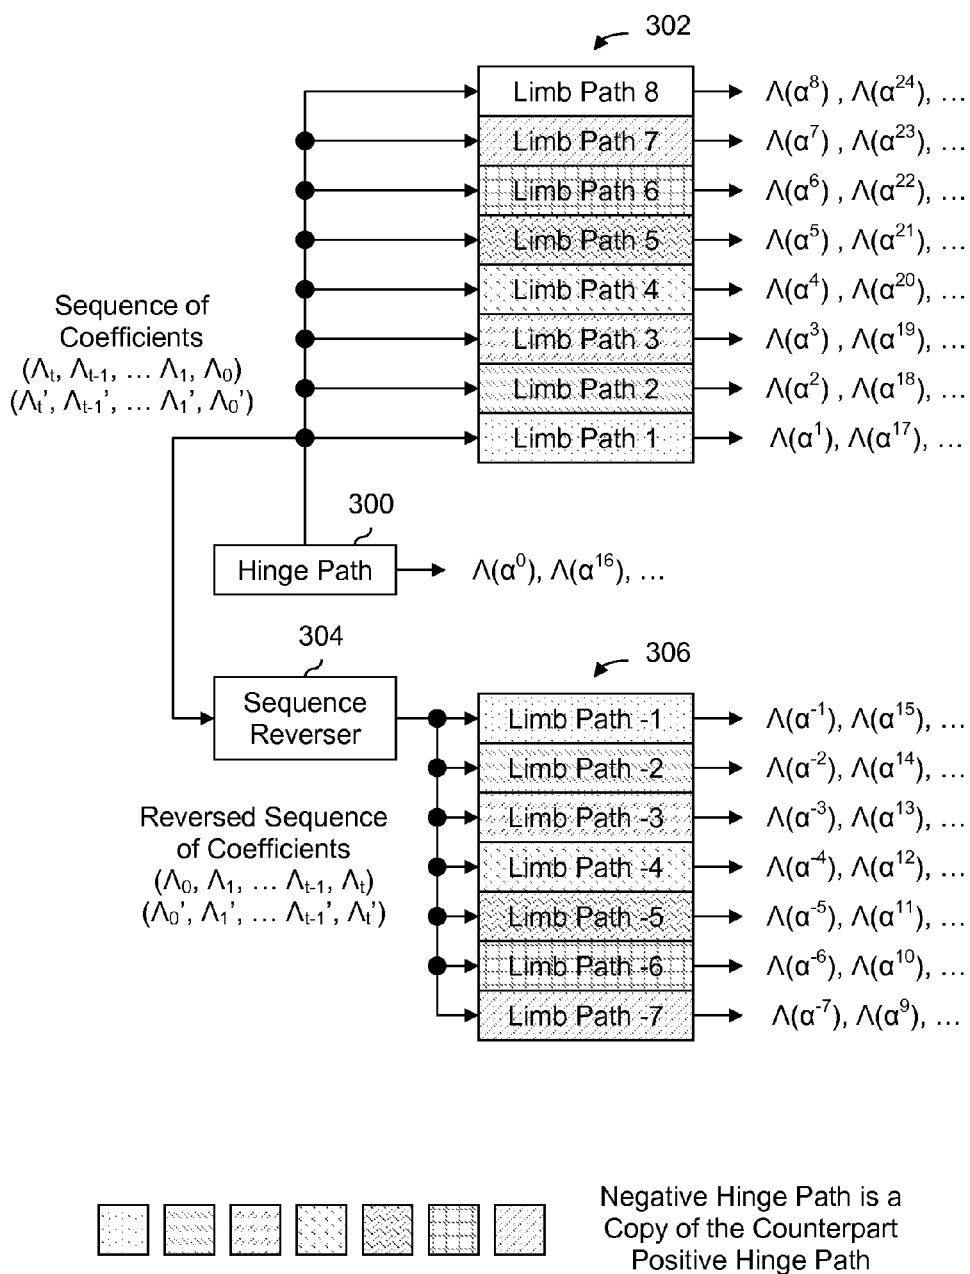 302
Limb Path 8 Λ(α⁸) , Λ(α²⁴), …
Limb Path 7 Λ(α⁷) , Λ(α²³), …
Limb Path 6 Λ(α⁶) , Λ(α²²), …
Limb Path 5 Λ(α⁵) , Λ(α²¹), …
Limb Path 4 Λ(α⁴) , Λ(α²⁰), …
Limb Path 3 Λ(α³) , Λ(α¹⁹), …
Limb Path 2 Λ(α²) , Λ(α¹⁸), …
Limb Path 1 Λ(α¹), Λ(α¹⁷), …
Sequence of
Coefficients
(Λₜ, Λₜ₋₁, … Λ₁, Λ₀)
(Λₜ’, Λₜ₋₁’, … Λ₁’, Λ₀’)
300
Hinge Path Λ(α⁰), Λ(α¹⁶), …
304
Sequence
Reverser
306
Limb Path -1 Λ(α⁻¹), Λ(α¹⁵), …
Limb Path -2 Λ(α⁻²), Λ(α¹⁴), …
Limb Path -3 Λ(α⁻³), Λ(α¹³), …
Limb Path -4 Λ(α⁻⁴), Λ(α¹²), …
Limb Path -5 Λ(α⁻⁵), Λ(α¹¹), …
Limb Path -6 Λ(α⁻⁶), Λ(α¹⁰), …
Limb Path -7 Λ(α⁻⁷), Λ(α⁹), …
Reversed Sequence
of Coefficients
(Λ₀, Λ₁, … Λₜ₋₁, Λₜ)
(Λ₀’, Λ₁’, … Λₜ₋₁’, Λₜ’)
Negative Hinge Path is a
Copy of the Counterpart
Positive Hinge Path